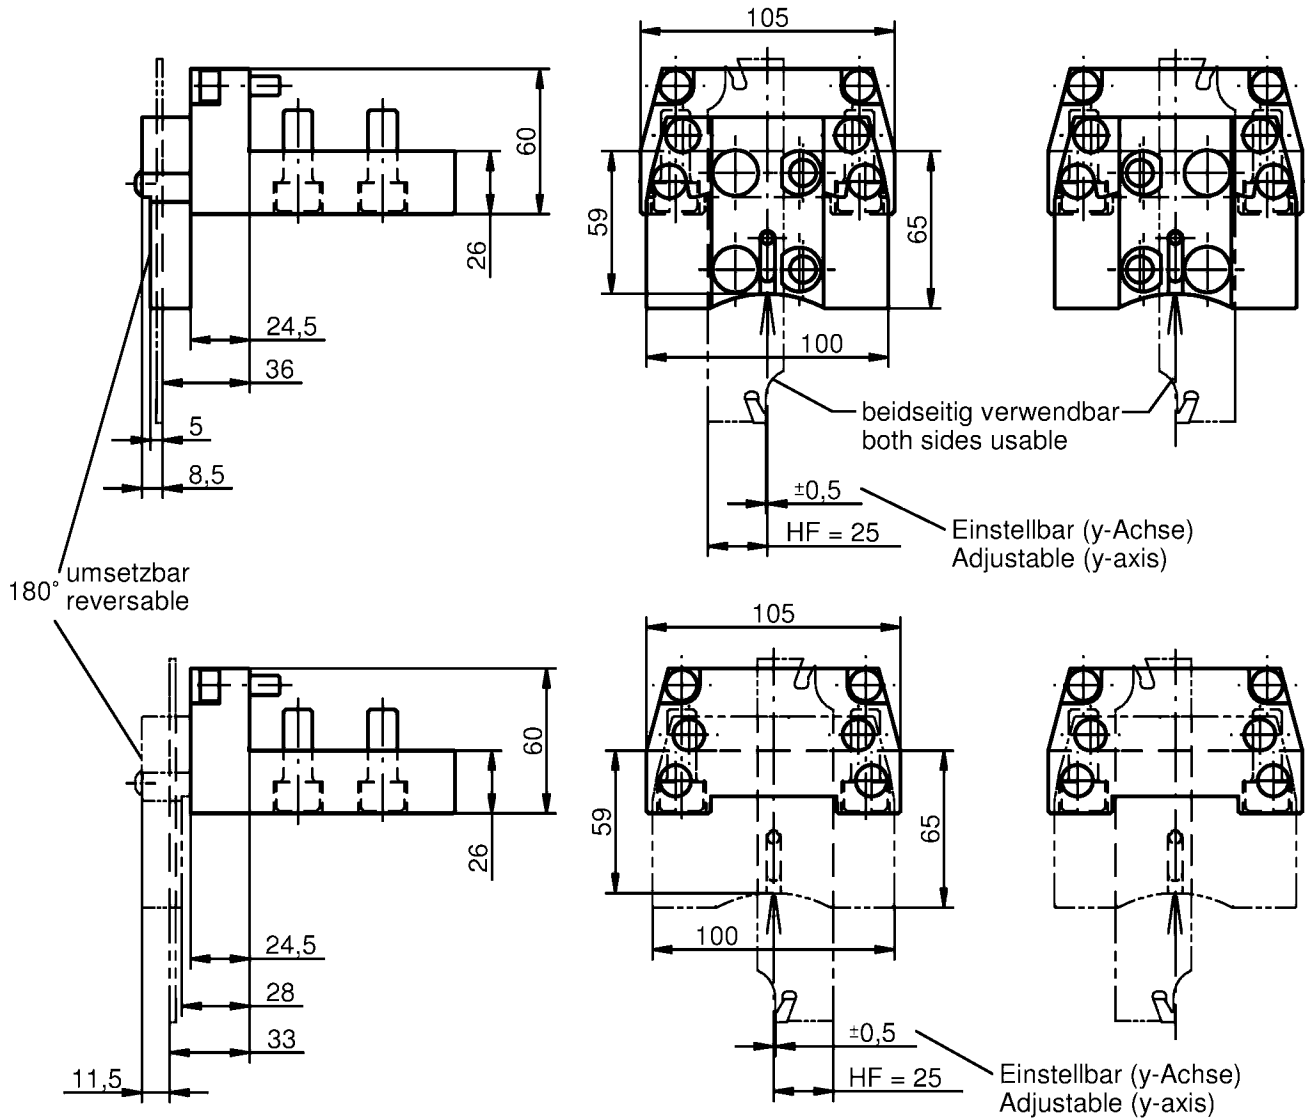 105
60
26
59
65
24,5
36
100
5
8,5
beidseitig verwendbar
both sides usable
±0,5
HF = 25
Einstellbar (y-Achse)
Adjustable (y-axis)
180° umsetzbar
reversable
105
60
26
59
65
24,5
100
28
33
11,5
±0,5
HF = 25
Einstellbar (y-Achse)
Adjustable (y-axis)